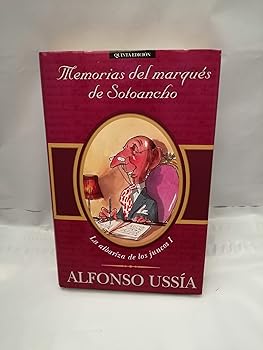 QUINTA EDICIÓN
Memorias del marqués
de Sotoancho
La albariza de los juncos I
ALFONSO USSÍA